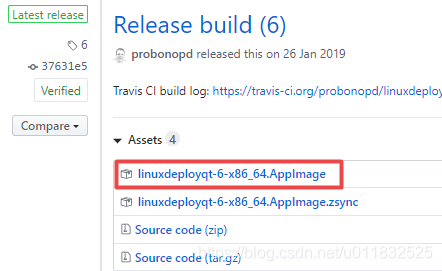 Latest release
6
37631e5
Verified
Compare
Release build (6)
probonopd released this on 26 Jan 2019
Travis CI build log: https://travis-ci.org/probonopd/linuxdeploy
Assets 4
linuxdeployqt-6-x86_64.AppImage
linuxdeployqt-6-x86_64.AppImage.zsync
Source code (zip)
Source code (tar.gz)
https://blog.csdn.net/u011832525